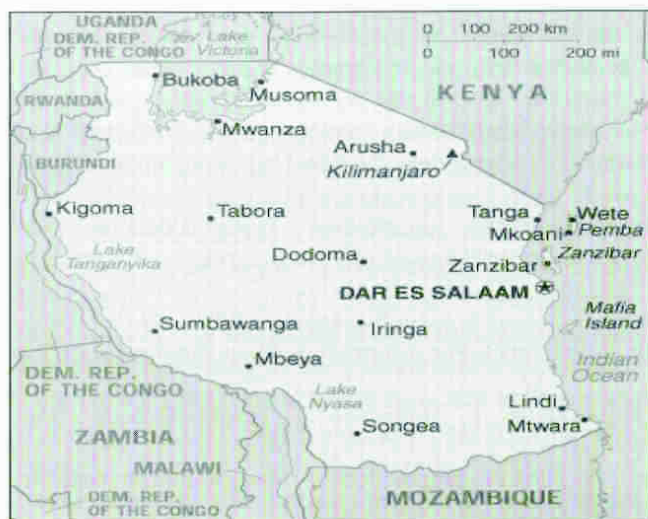 UGANDA
DEM. REP.
OF THE CONGO
Lake
Victoria
0 100 200 km
0 100 200 mi
KENYA
RWANDA
BURUNDI
Bukoba
Musoma
Mwanza
Arusha
Kilimanjaro
Kigoma
Tabora
Tanga
Wete
Mkoani
Pemba
Lake
Tanganyika
Dodoma
Zanzibar
Zanzibar
DAR ES SALAAM
Mafia
Island
Sumbawanga
Iringa
Mbeya
Indian
Ocean
DEM. REP.
OF THE CONGO
Lake
Nyasa
Lindi
Mtwara
Songea
ZAMBIA
MALAWI
DEM. REP.
OF THE CONGO
MOZAMBIQUE